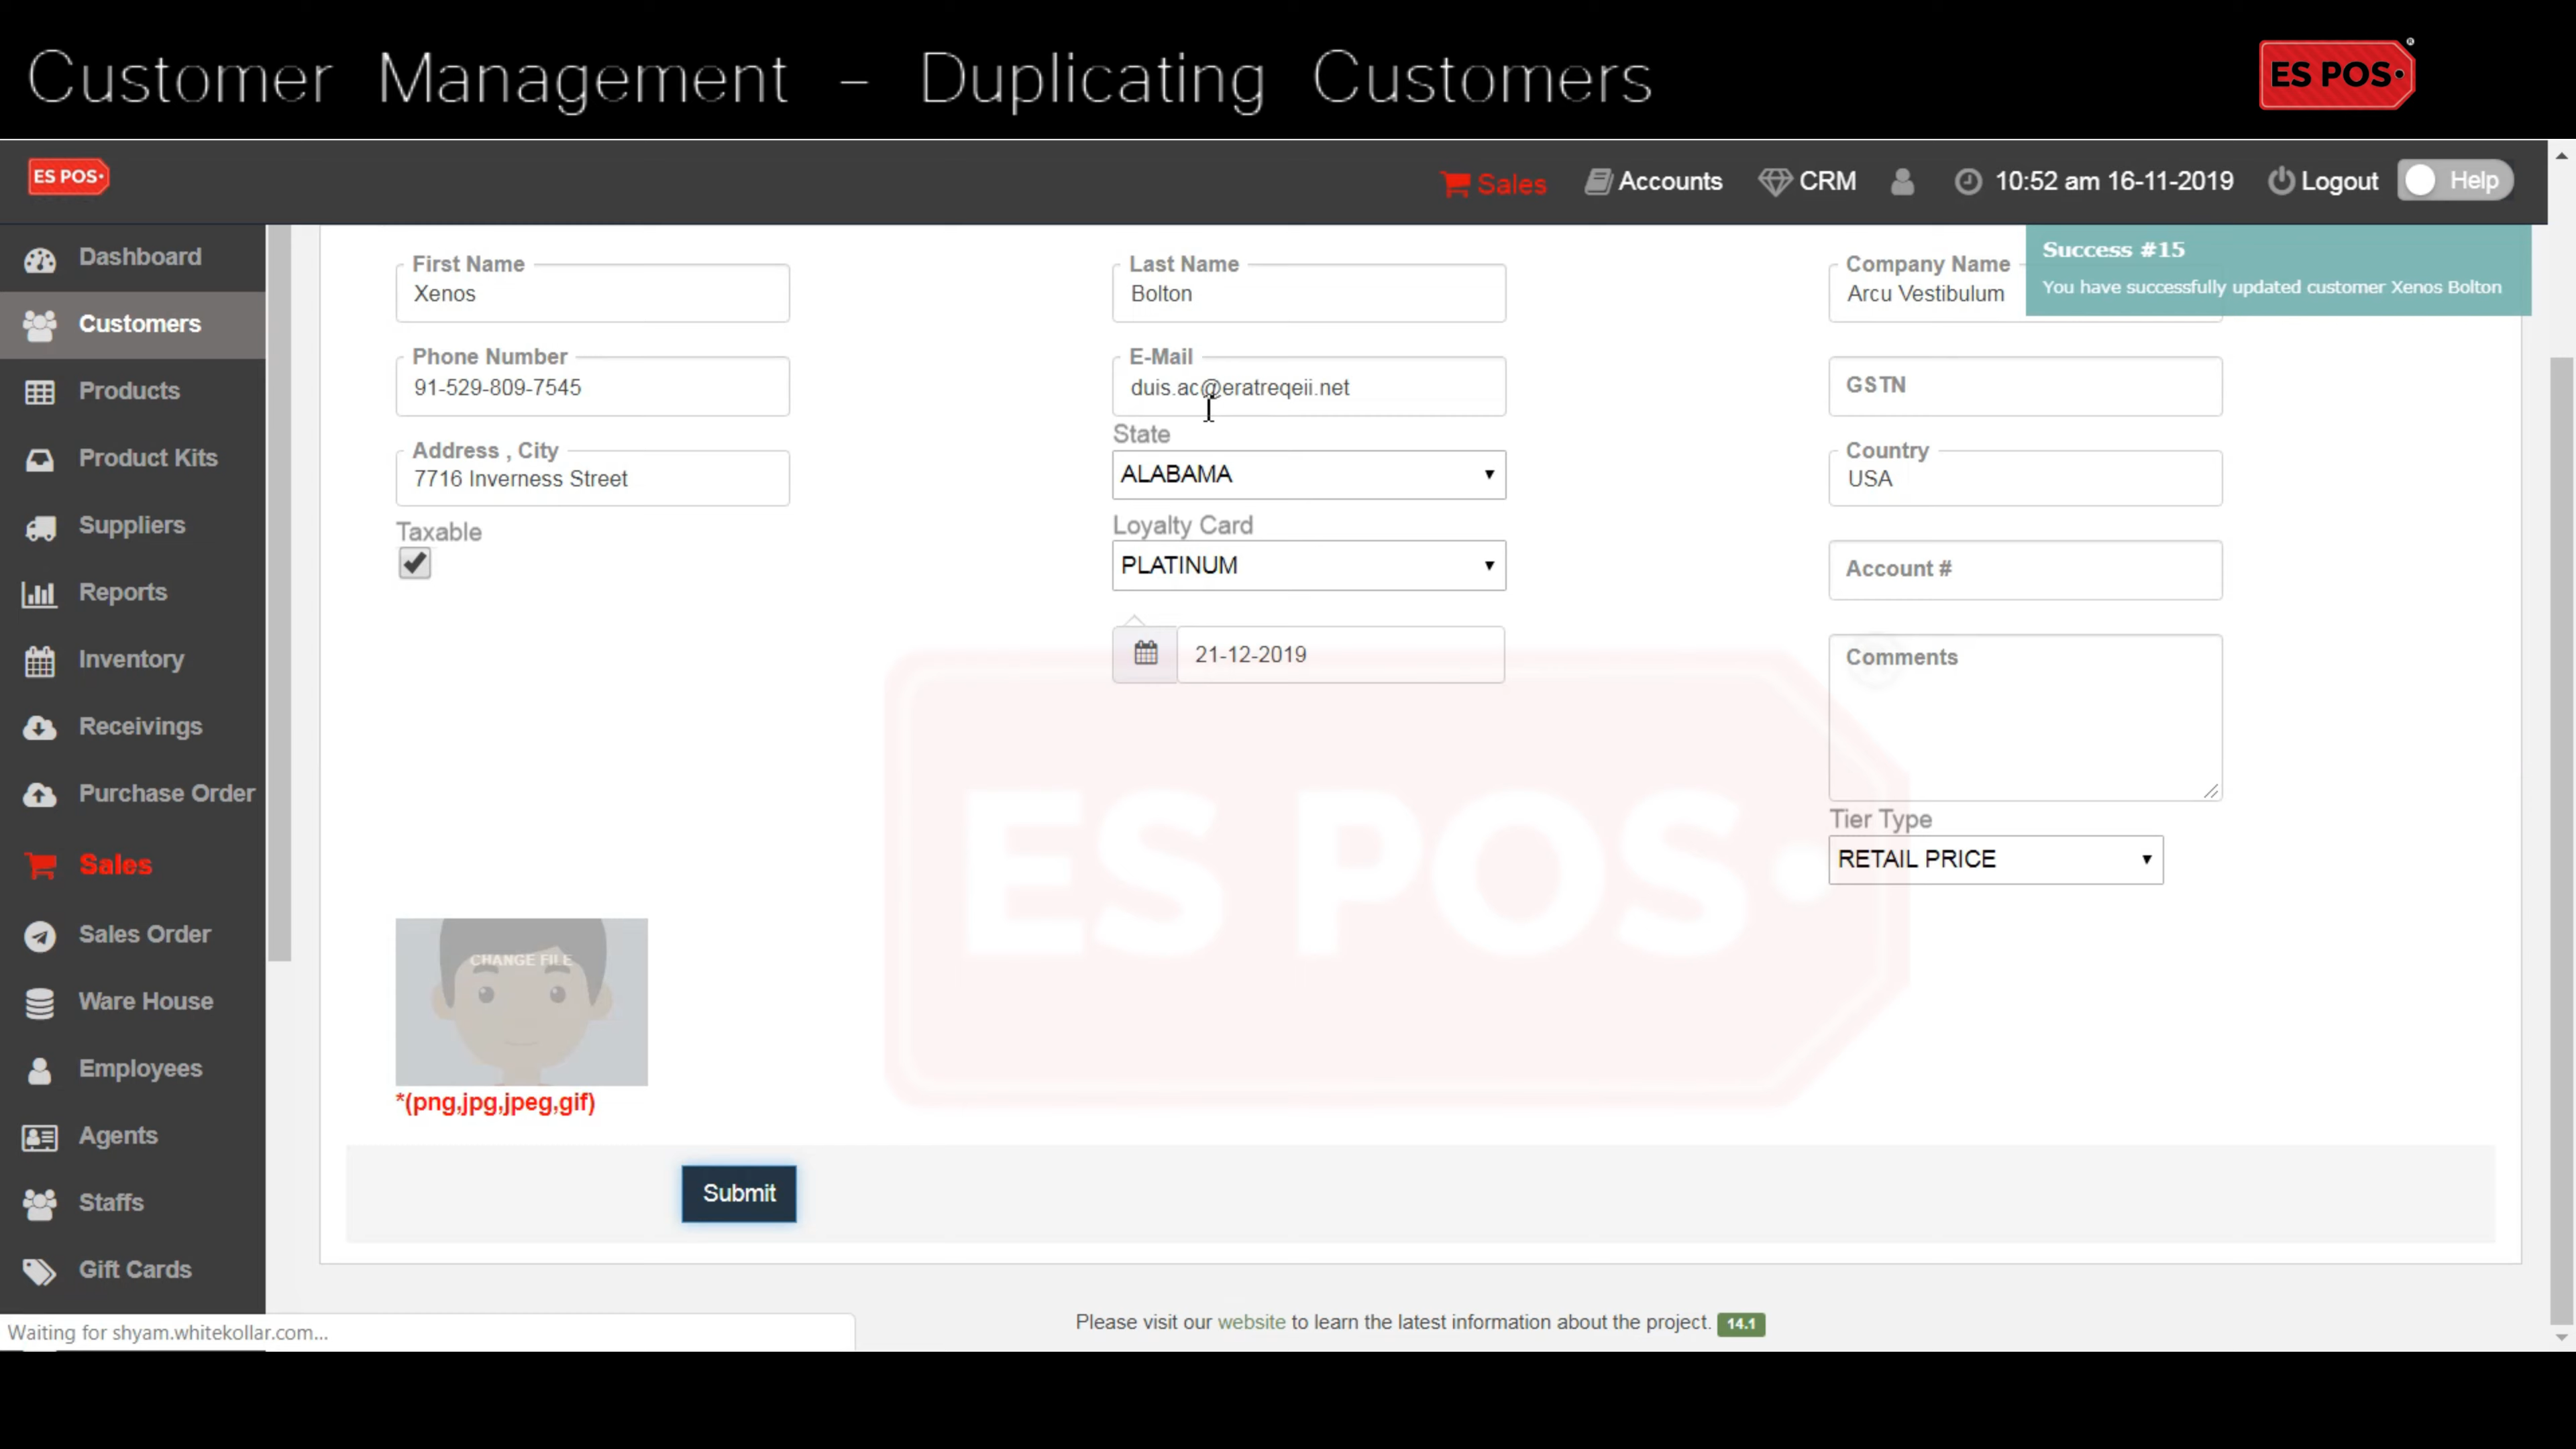 Customer Management - Duplicating Customers
ES POS
®
ES POS
Sales
Accounts
CRM
10:52 am 16-11-2019
Logout
Help
Dashboard
Customers
Products
Product Kits
Suppliers
Reports
Inventory
Receivings
Purchase Order
Sales
Sales Order
Ware House
Employees
Agents
Staffs
Gift Cards
Success #15
You have successfully updated customer Xenos Bolton
First Name
Xenos
Last Name
Bolton
Company Name
Arcu Vestibulum
Phone Number
91-529-809-7545
E-Mail
duis.ac@eratreqeii.net
GSTN
Address , City
7716 Inverness Street
State
ALABAMA
Country
USA
Taxable
Loyalty Card
PLATINUM
Account #
21-12-2019
Comments
Tier Type
RETAIL PRICE
ES POS
CHANGE FILE
*(png,jpg,jpeg,gif)
Submit
Please visit our website to learn the latest information about the project. 14.1
Waiting for shyam.whitekollar.com...